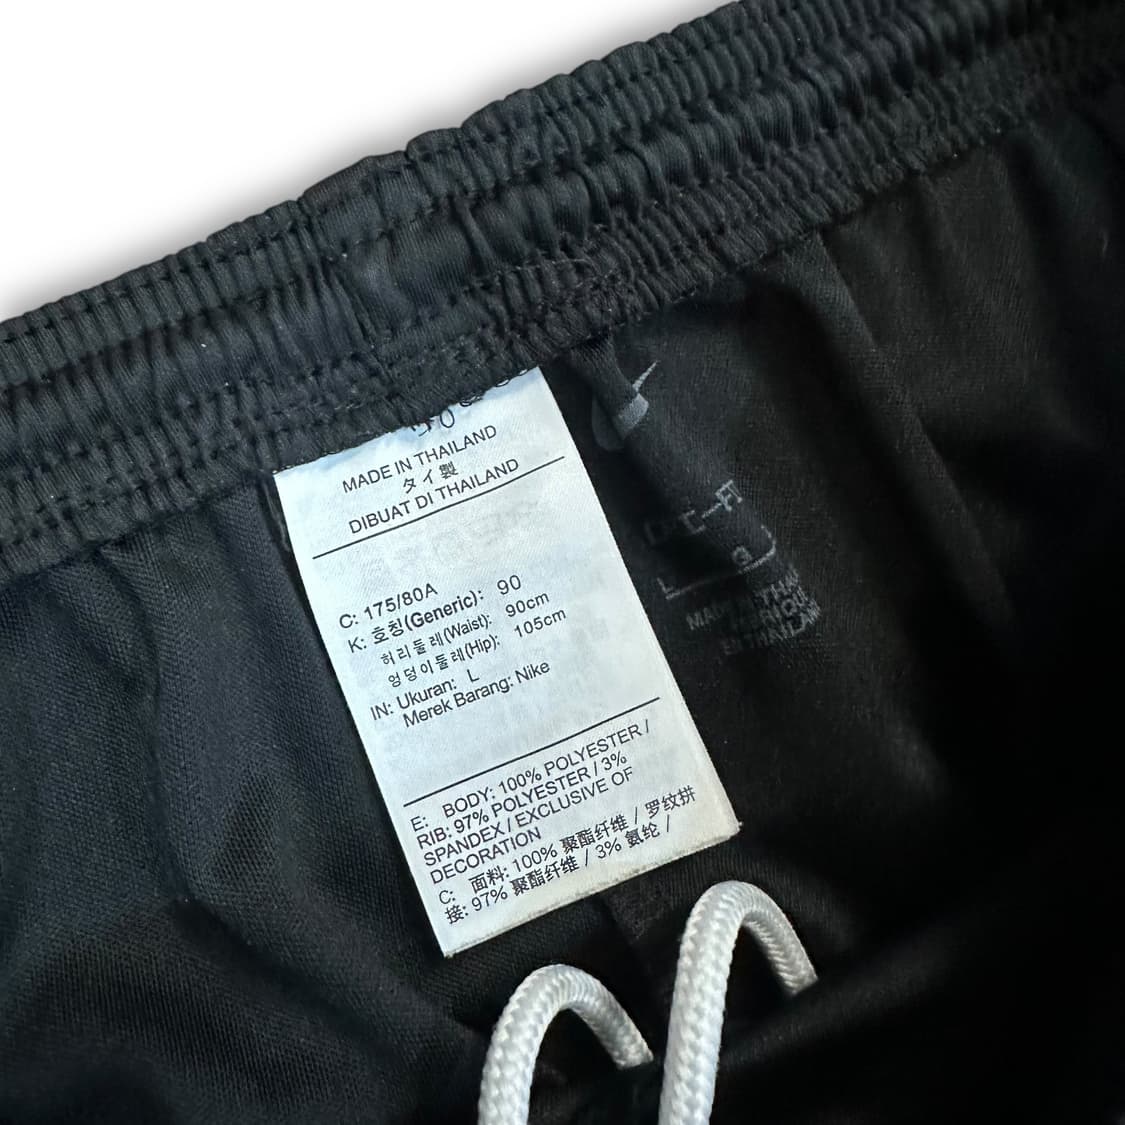 MADE IN THAILAND
タイ製
DIBUAT DI THAILAND
C: 175/80A
K: 호칭(Generic): 90
허리둘레(Waist): 90cm
엉덩이둘레(Hip): 105cm
IN: Ukuran: L
Merek Barang: Nike
E: BODY: 100% POLYESTER /
RIB: 97% POLYESTER / 3%
SPANDEX / EXCLUSIVE OF
DECORATION
C: 面料: 100% 聚酯纤维 / 罗纹拼
接: 97% 聚酯纤维 / 3% 氨纶 /
L G